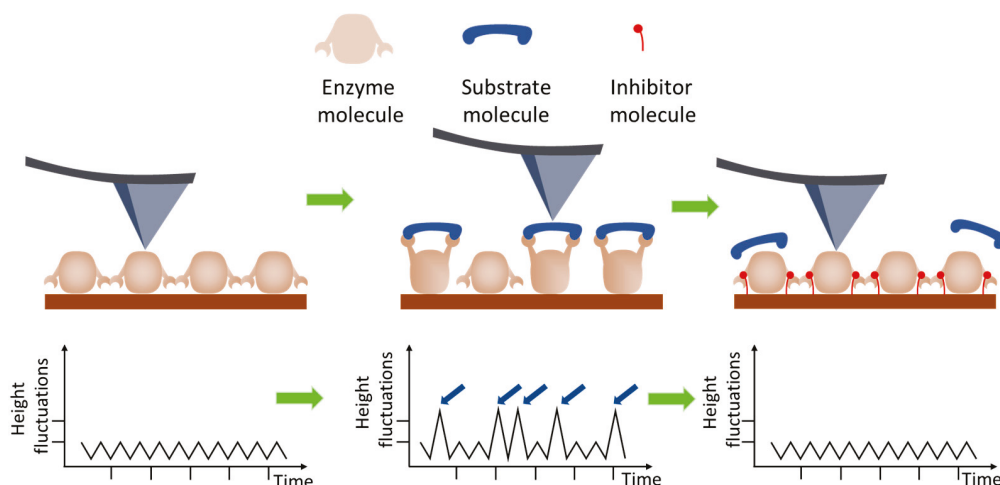 Enzyme
molecule
Substrate
molecule
Inhibitor
molecule
Height
fluctuations
Time
Height
fluctuations
Time
Height
fluctuations
Time